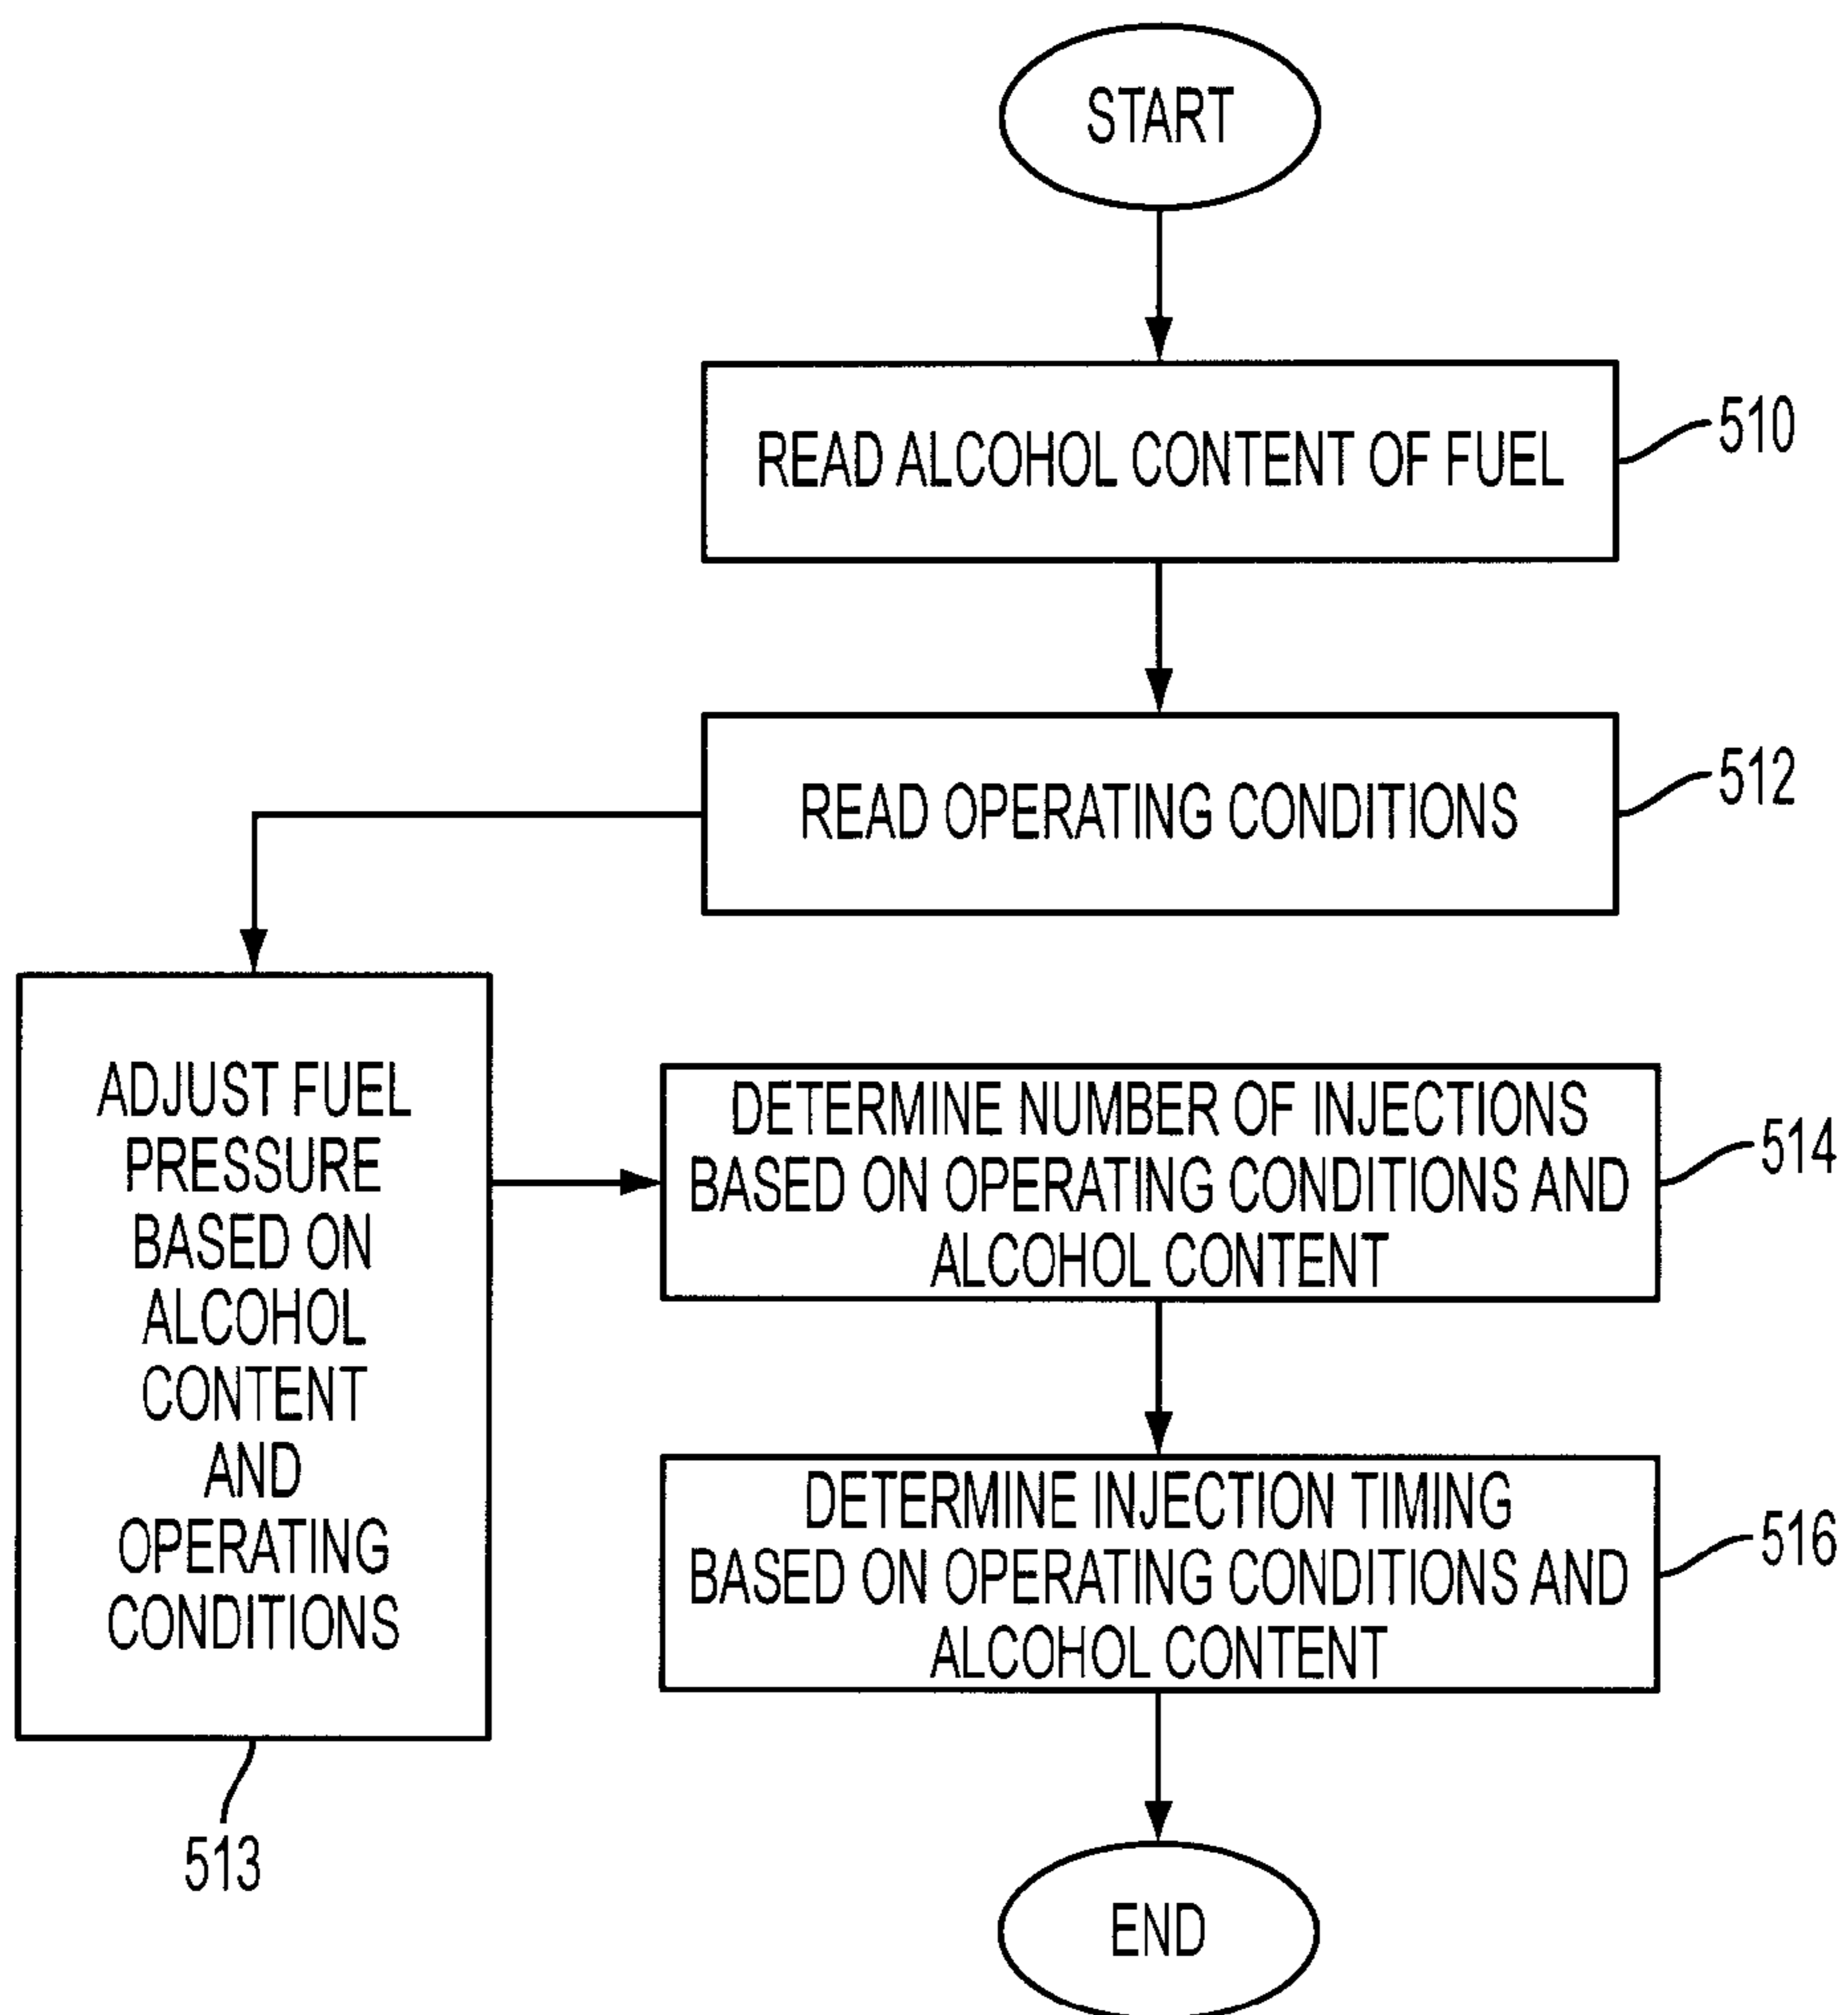 START
READ ALCOHOL CONTENT OF FUEL
510
READ OPERATING CONDITIONS
512
ADJUST FUEL
PRESSURE
BASED ON
ALCOHOL
CONTENT
AND
OPERATING
CONDITIONS
513
DETERMINE NUMBER OF INJECTIONS
BASED ON OPERATING CONDITIONS AND
ALCOHOL CONTENT
514
DETERMINE INJECTION TIMING
BASED ON OPERATING CONDITIONS AND
ALCOHOL CONTENT
516
END